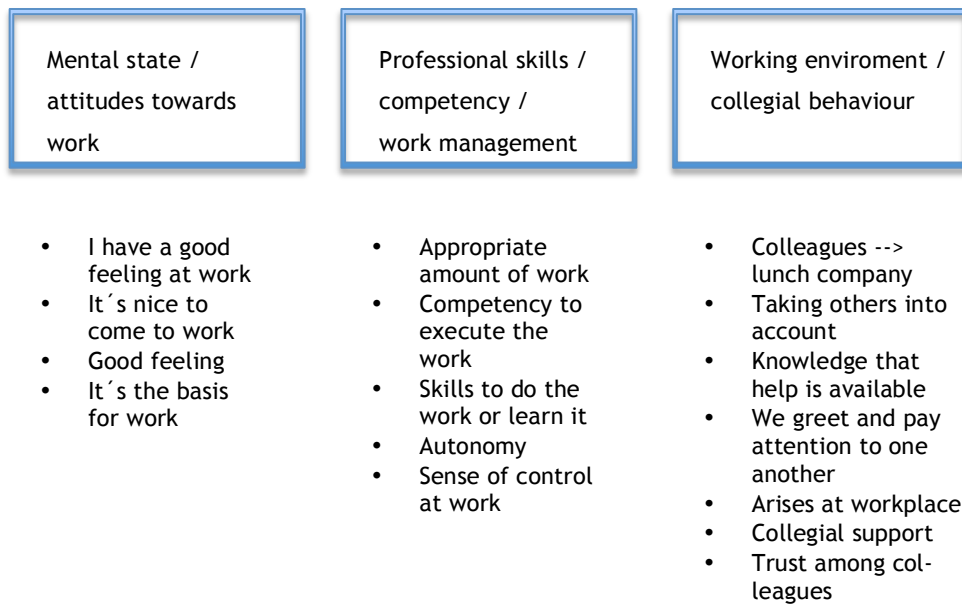 Mental state /
attitudes towards
work
Professional skills /
competency /
work management
Working enviroment /
collegial behaviour
• I have a good
feeling at work
• It´s nice to
come to work
• Good feeling
• It´s the basis
for work
• Appropriate
amount of work
• Competency to
execute the
work
• Skills to do the
work or learn it
• Autonomy
• Sense of control
at work
• Colleagues -->
lunch company
• Taking others into
account
• Knowledge that
help is available
• We greet and pay
attention to one
another
• Arises at workplace
• Collegial support
• Trust among col-
leagues